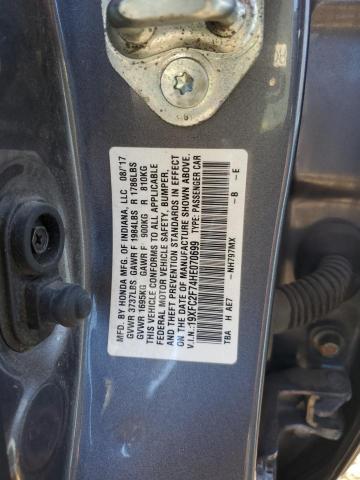 MFD. BY HONDA MFG. OF INDIANA, LLC 08/17
GVWR 3737LBS GAWR F 1984LBS R 1786LBS
GVWR 1695KG GAWR F 900KG R 810KG
THIS VEHICLE CONFORMS TO ALL APPLICABLE
FEDERAL MOTOR VEHICLE SAFETY, BUMPER,
AND THEFT PREVENTION STANDARDS IN EFFECT
ON THE DATE OF MANUFACTURE SHOWN ABOVE.
V.I.N.: 19XFC2F74HE070699 TYPE: PASSENGER CAR
-NH797MX -B -E
TBA H AE7